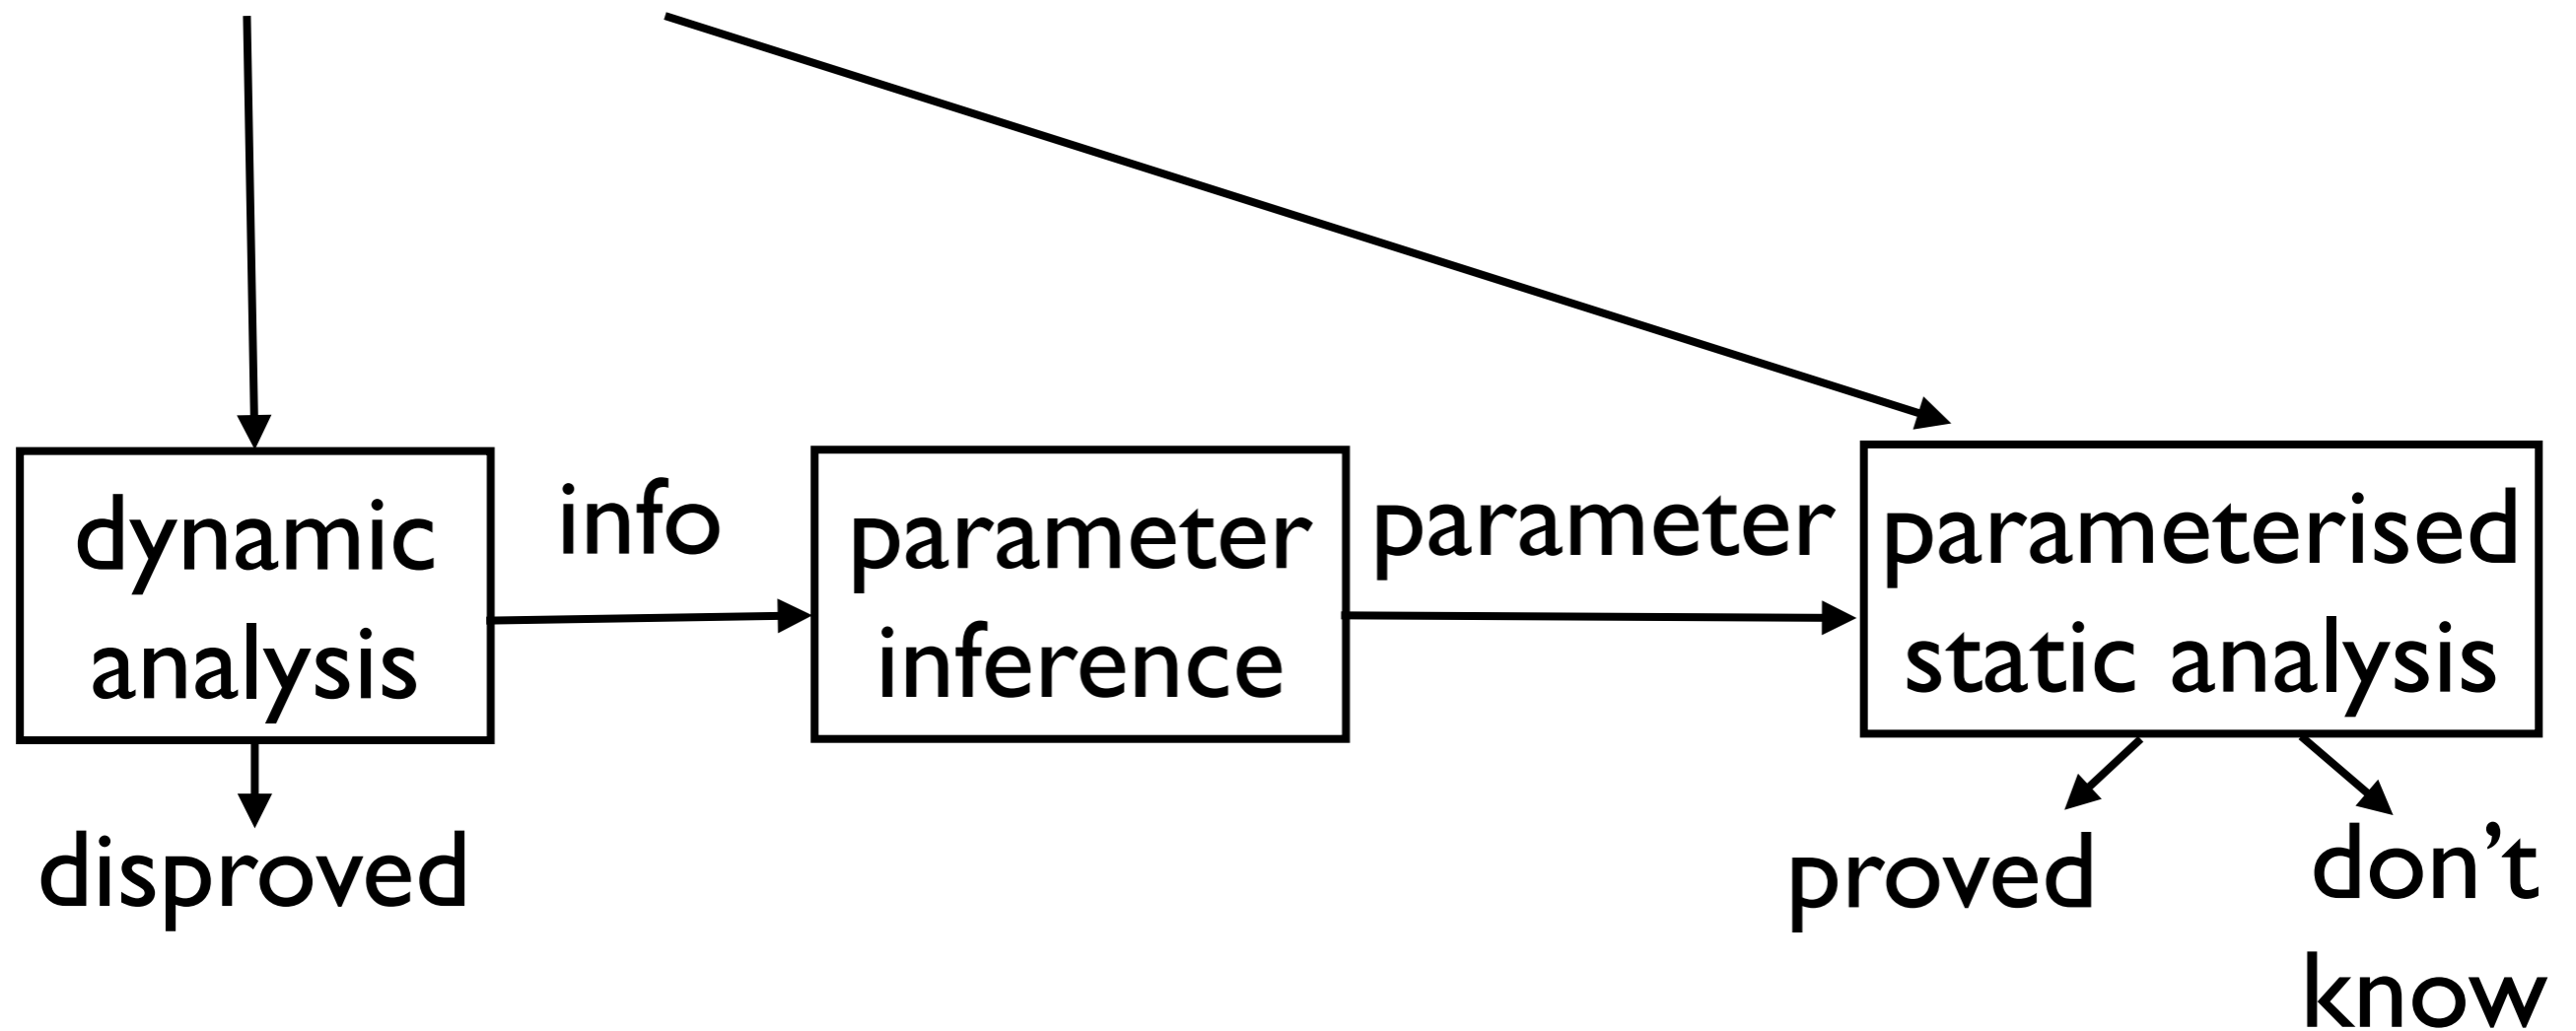 dynamic
analysis
info
parameter
inference
parameter
parameterised
static analysis
disproved
proved
don’t
know